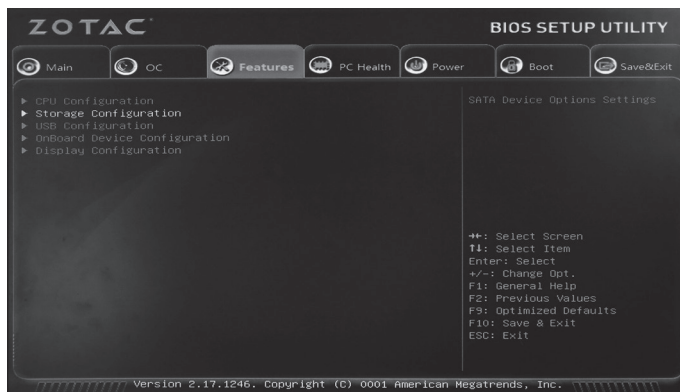 ZOTAC
BIOS SETUP UTILITY
Main OC Features PC Health Power Boot Save&Exit
▶ CPU Configuration
▶ Storage Configuration
▶ USB Configuration
▶ OnBoard Device Configuration
▶ Display Configuration
SATA Device Options Settings
→←: Select Screen
↑↓: Select Item
Enter: Select
+/-: Change Opt.
F1: General Help
F2: Previous Values
F9: Optimized Defaults
F10: Save & Exit
ESC: Exit
Version 2.17.1246. Copyright (C) 0001 American Megatrends, Inc.